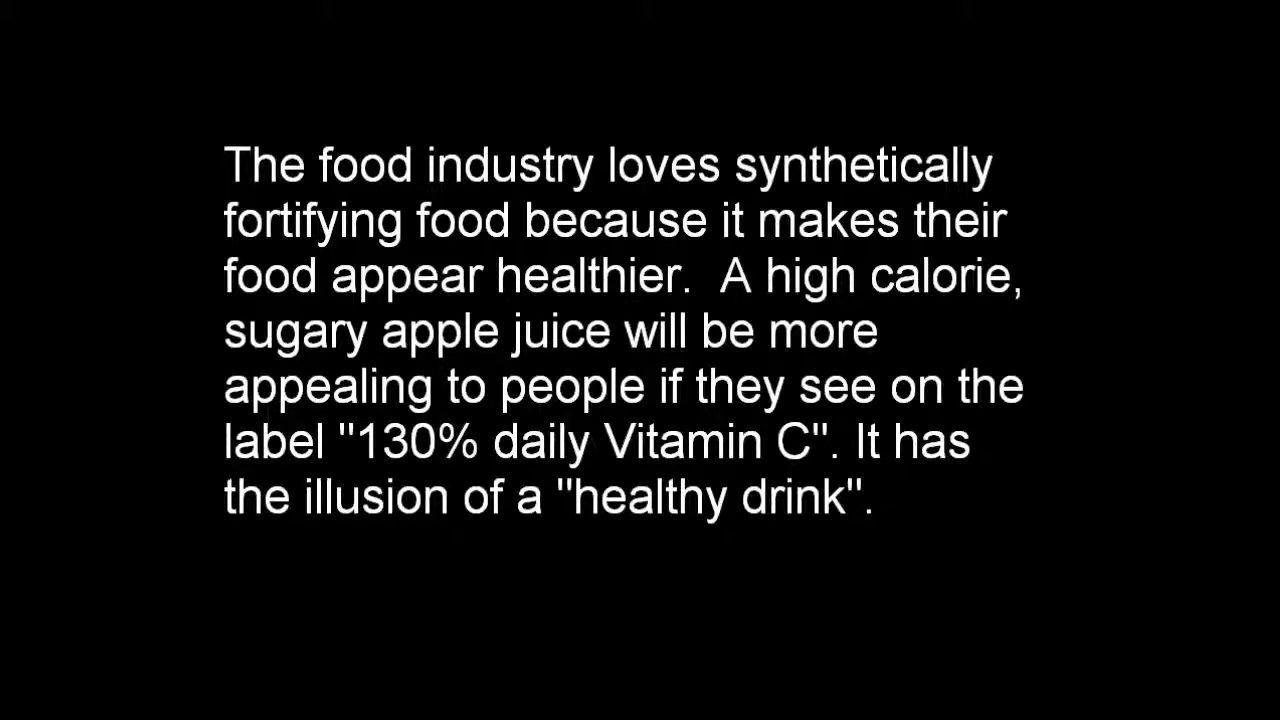 The food industry loves synthetically
fortifying food because it makes their
food appear healthier.  A high calorie,
sugary apple juice will be more
appealing to people if they see on the
label "130% daily Vitamin C". It has
the illusion of a "healthy drink".